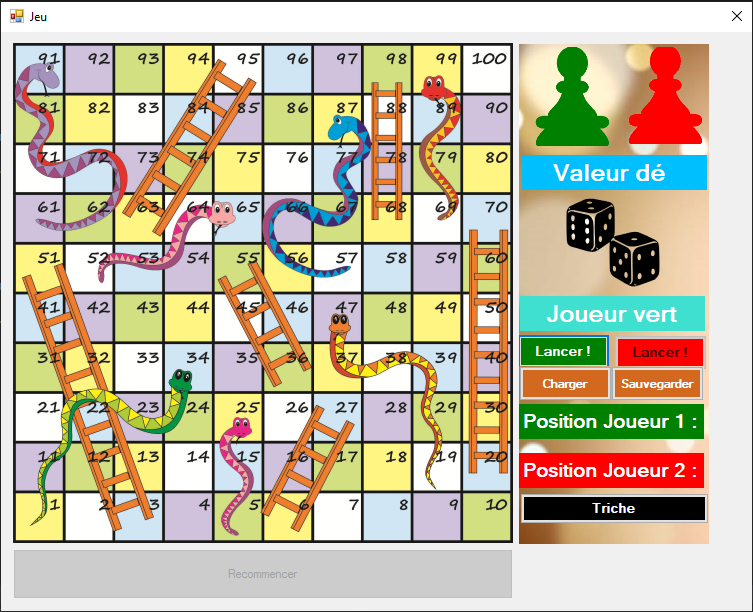 Jeu
91 92 93 94 95 96 97 98 99 100
81 82 83 84 85 86 87 88 89 90
71 72 73 74 75 76 77 78 79 80
61 62 63 64 65 66 67 68 69 70
51 52 53 54 55 56 57 58 59 60
41 42 43 44 45 46 47 48 49 50
31 32 33 34 35 36 37 38 39 40
21 22 23 24 25 26 27 28 29 30
11 12 13 14 15 16 17 18 19 20
1 2 3 4 5 6 7 8 9 10
Valeur dé
Joueur vert
Lancer ! Lancer !
Charger Sauvegarder
Position Joueur 1 :
Position Joueur 2 :
Triche
Recommencer